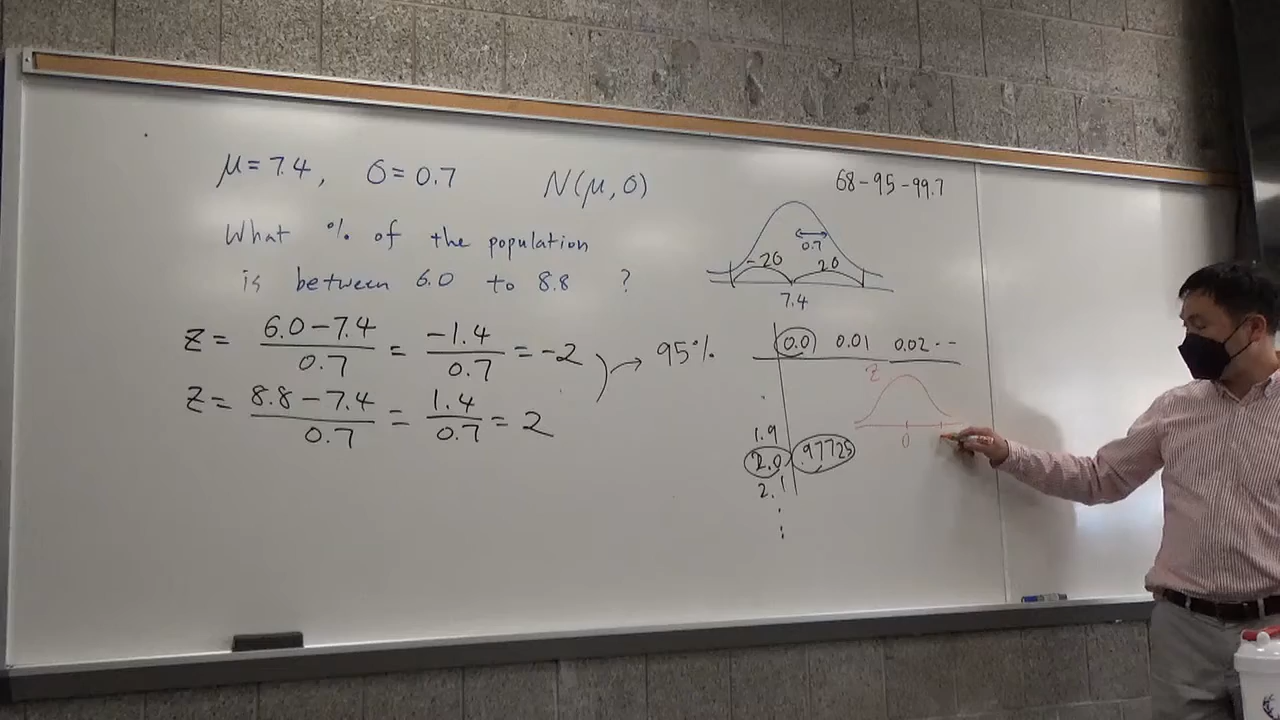 μ = 7.4, σ = 0.7 N(μ, σ)
What % of the population
is between 6.0 to 8.8 ?
z = (6.0 − 7.4)/0.7 = −1.4/0.7 = −2
z = (8.8 − 7.4)/0.7 = 1.4/0.7 = 2
→ 95%
68 - 95 - 99.7
0.7
-2σ 2σ
7.4
0.0 0.01 0.02 - -
1.9
2.0 .97725
2.1
z
0